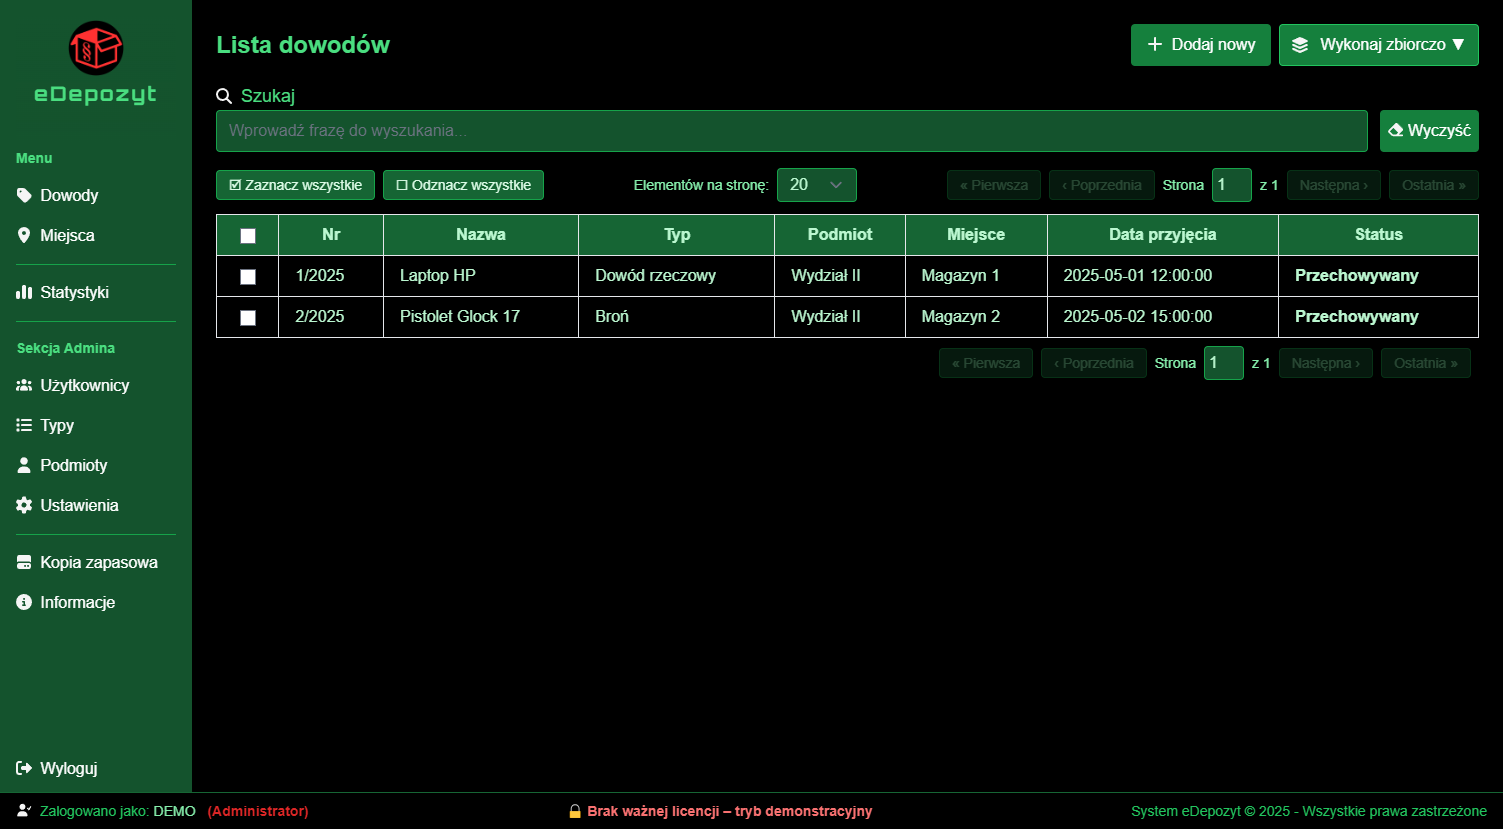 eDepozyt
Menu
Dowody
Miejsca
Statystyki
Sekcja Admina
Użytkownicy
Typy
Podmioty
Ustawienia
Kopia zapasowa
Informacje
Wyloguj
Lista dowodów
Dodaj nowy
Wykonaj zbiorczo ▼
Szukaj
Wprowadź frazę do wyszukania...
Wyczyść
Zaznacz wszystkie
Odznacz wszystkie
Elementów na stronę: 20
« Pierwsza ‹ Poprzednia Strona 1 z 1 Następna › Ostatnia »
Nr Nazwa Typ Podmiot Miejsce Data przyjęcia Status
1/2025 Laptop HP Dowód rzeczowy Wydział II Magazyn 1 2025-05-01 12:00:00 Przechowywany
2/2025 Pistolet Glock 17 Broń Wydział II Magazyn 2 2025-05-02 15:00:00 Przechowywany
« Pierwsza ‹ Poprzednia Strona 1 z 1 Następna › Ostatnia »
Zalogowano jako: DEMO (Administrator)
Brak ważnej licencji – tryb demonstracyjny
System eDepozyt © 2025 - Wszystkie prawa zastrzeżone